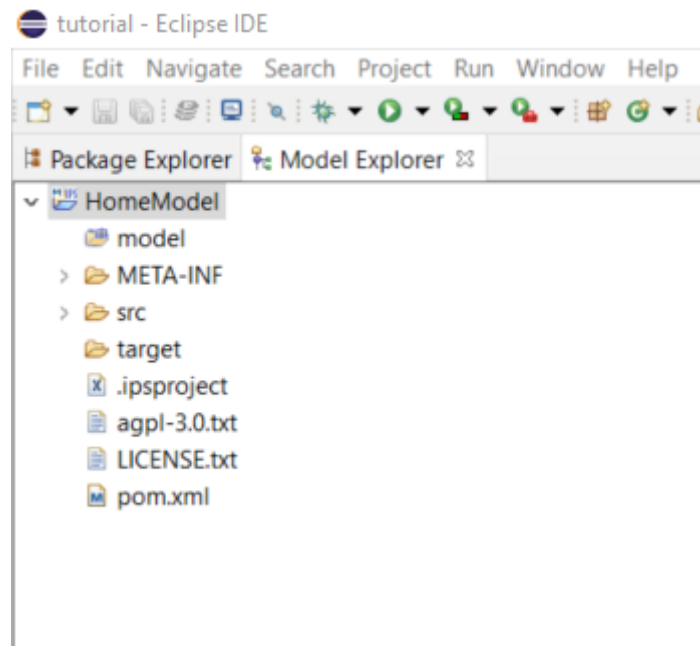 tutorial - Eclipse IDE
File Edit Navigate Search Project Run Window Help
Package Explorer Model Explorer
HomeModel
model
META-INF
src
target
.ipsproject
agpl-3.0.txt
LICENSE.txt
pom.xml